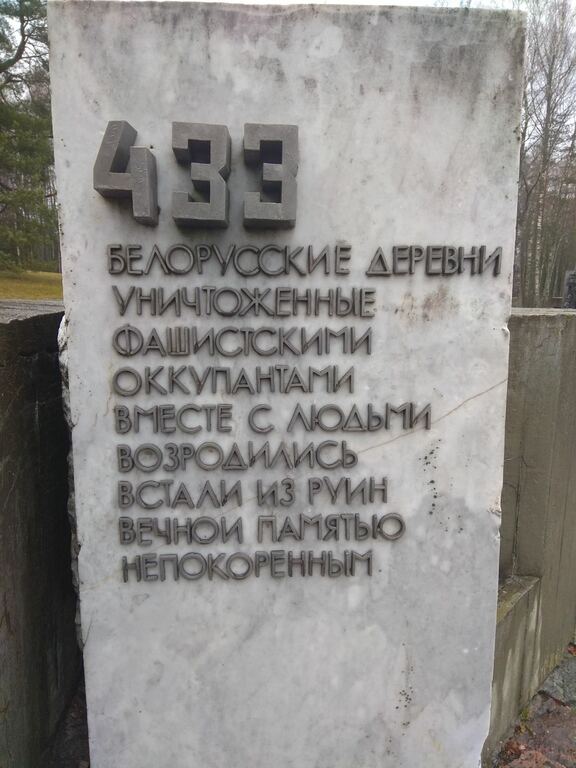 433
БЕЛОРУССКИЕ ДЕРЕВНИ
УНИЧТОЖЕННЫЕ
ФАШИСТСКИМИ
ОККУПАНТАМИ
ВМЕСТЕ С ЛЮДЬМИ
ВОЗРОДИЛИСЬ
ВСТАЛИ ИЗ РУИН
ВЕЧНОЙ ПАМЯТЬЮ
НЕПОКОРЕННЫМ